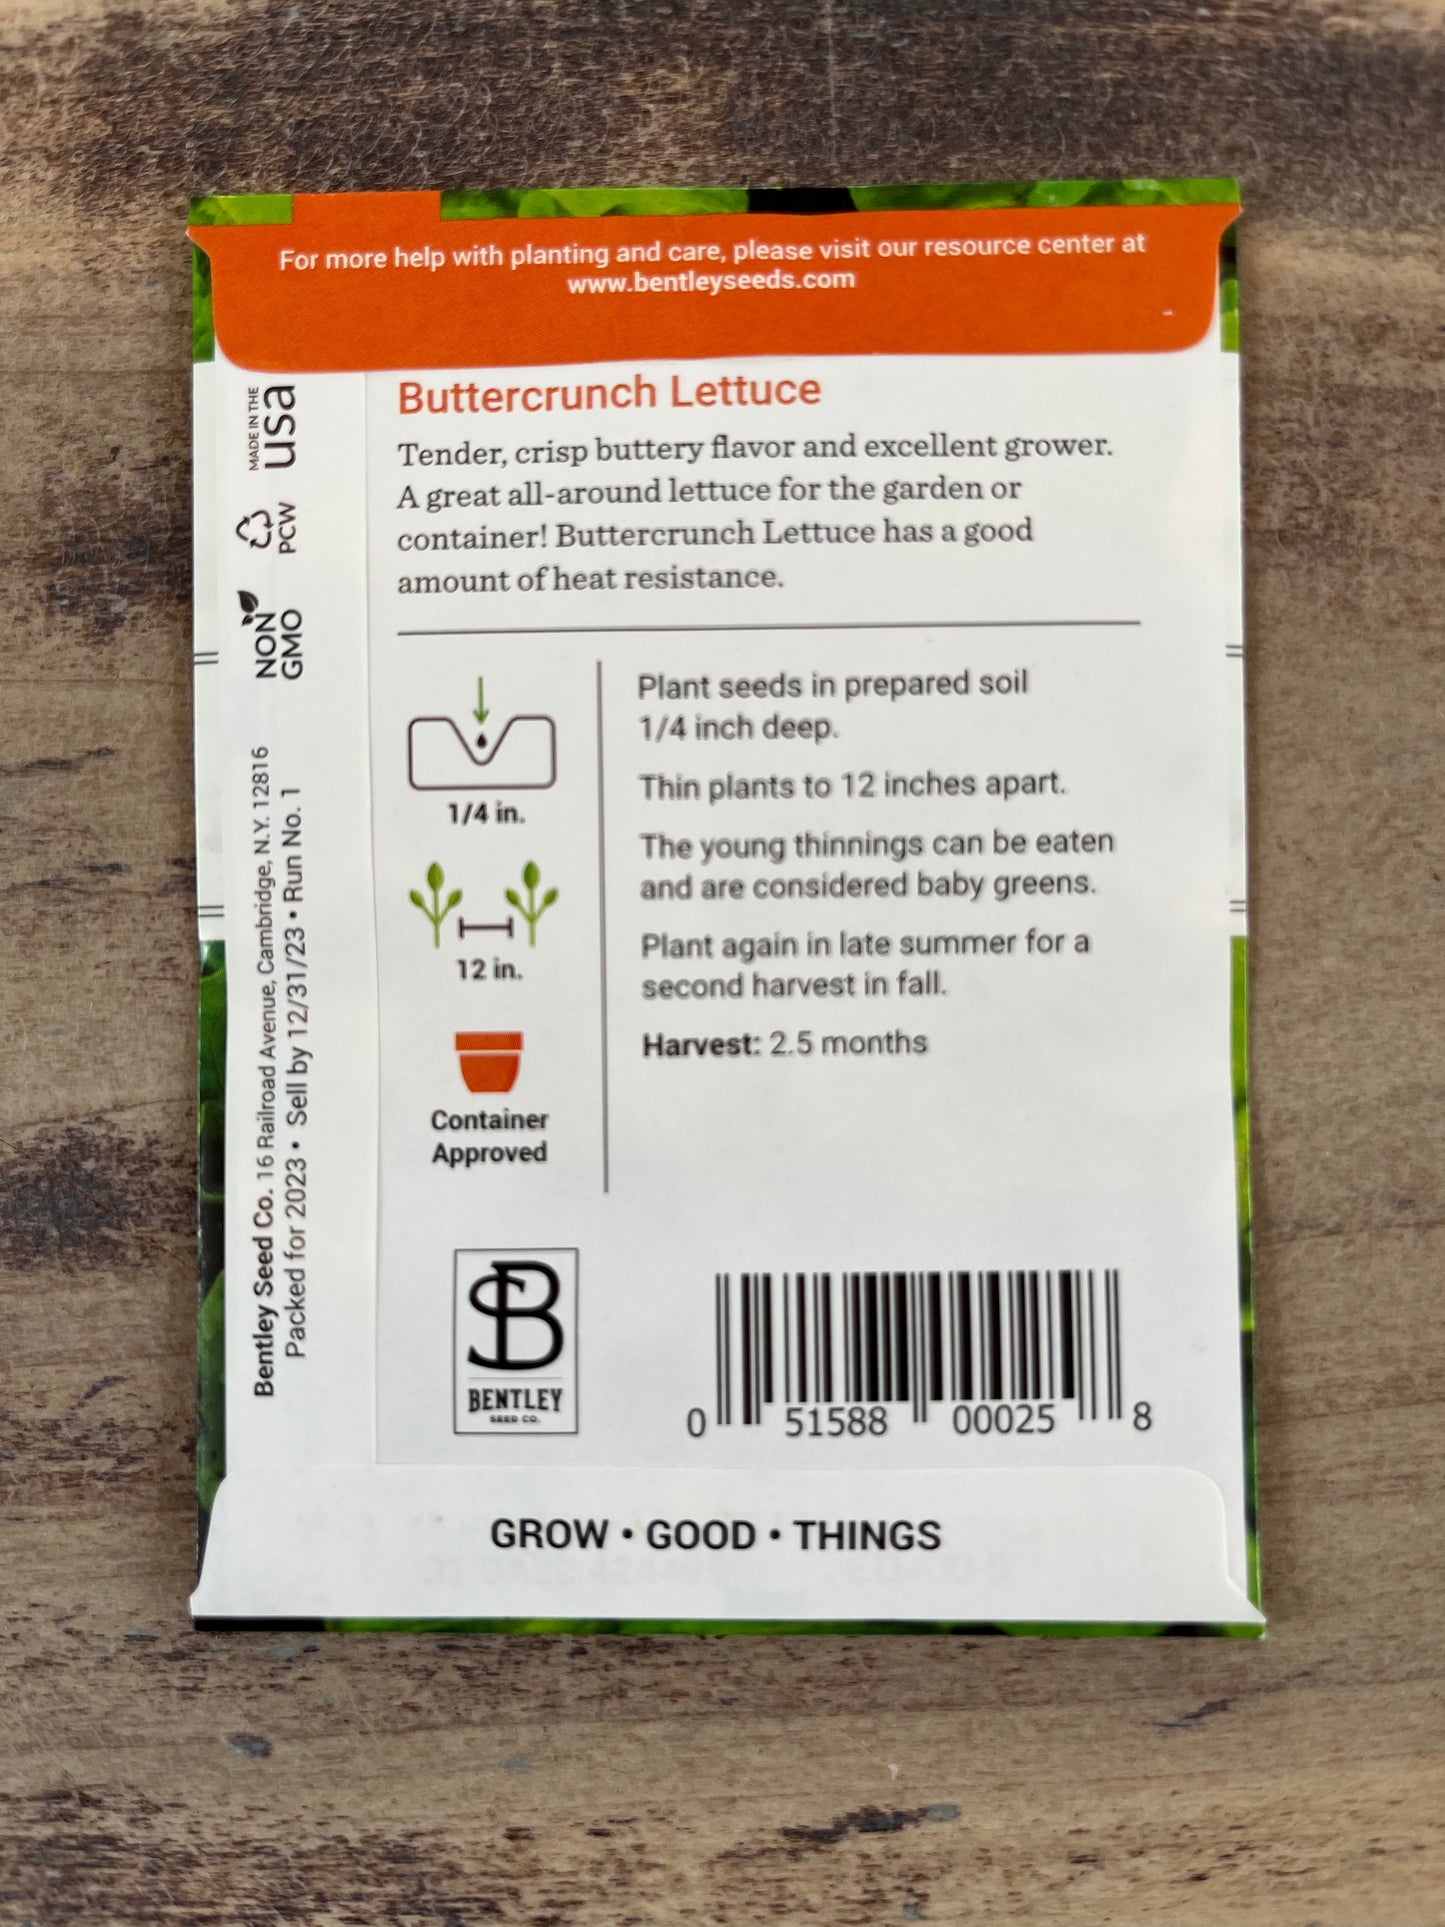 For more help with planting and care, please visit our resource center at
www.bentleyseeds.com
MADE IN THE
usa
PCW
NON
GMO
Bentley Seed Co. 16 Railroad Avenue, Cambridge, N.Y. 12816
Packed for 2023 • Sell by 12/31/23 • Run No. 1
Buttercrunch Lettuce
Tender, crisp buttery flavor and excellent grower.
A great all-around lettuce for the garden or
container! Buttercrunch Lettuce has a good
amount of heat resistance.
1/4 in.
12 in.
Container
Approved
Plant seeds in prepared soil
1/4 inch deep.
Thin plants to 12 inches apart.
The young thinnings can be eaten
and are considered baby greens.
Plant again in late summer for a
second harvest in fall.
Harvest: 2.5 months
SB
BENTLEY
SEED CO.
0 51588 00025 8
GROW • GOOD • THINGS